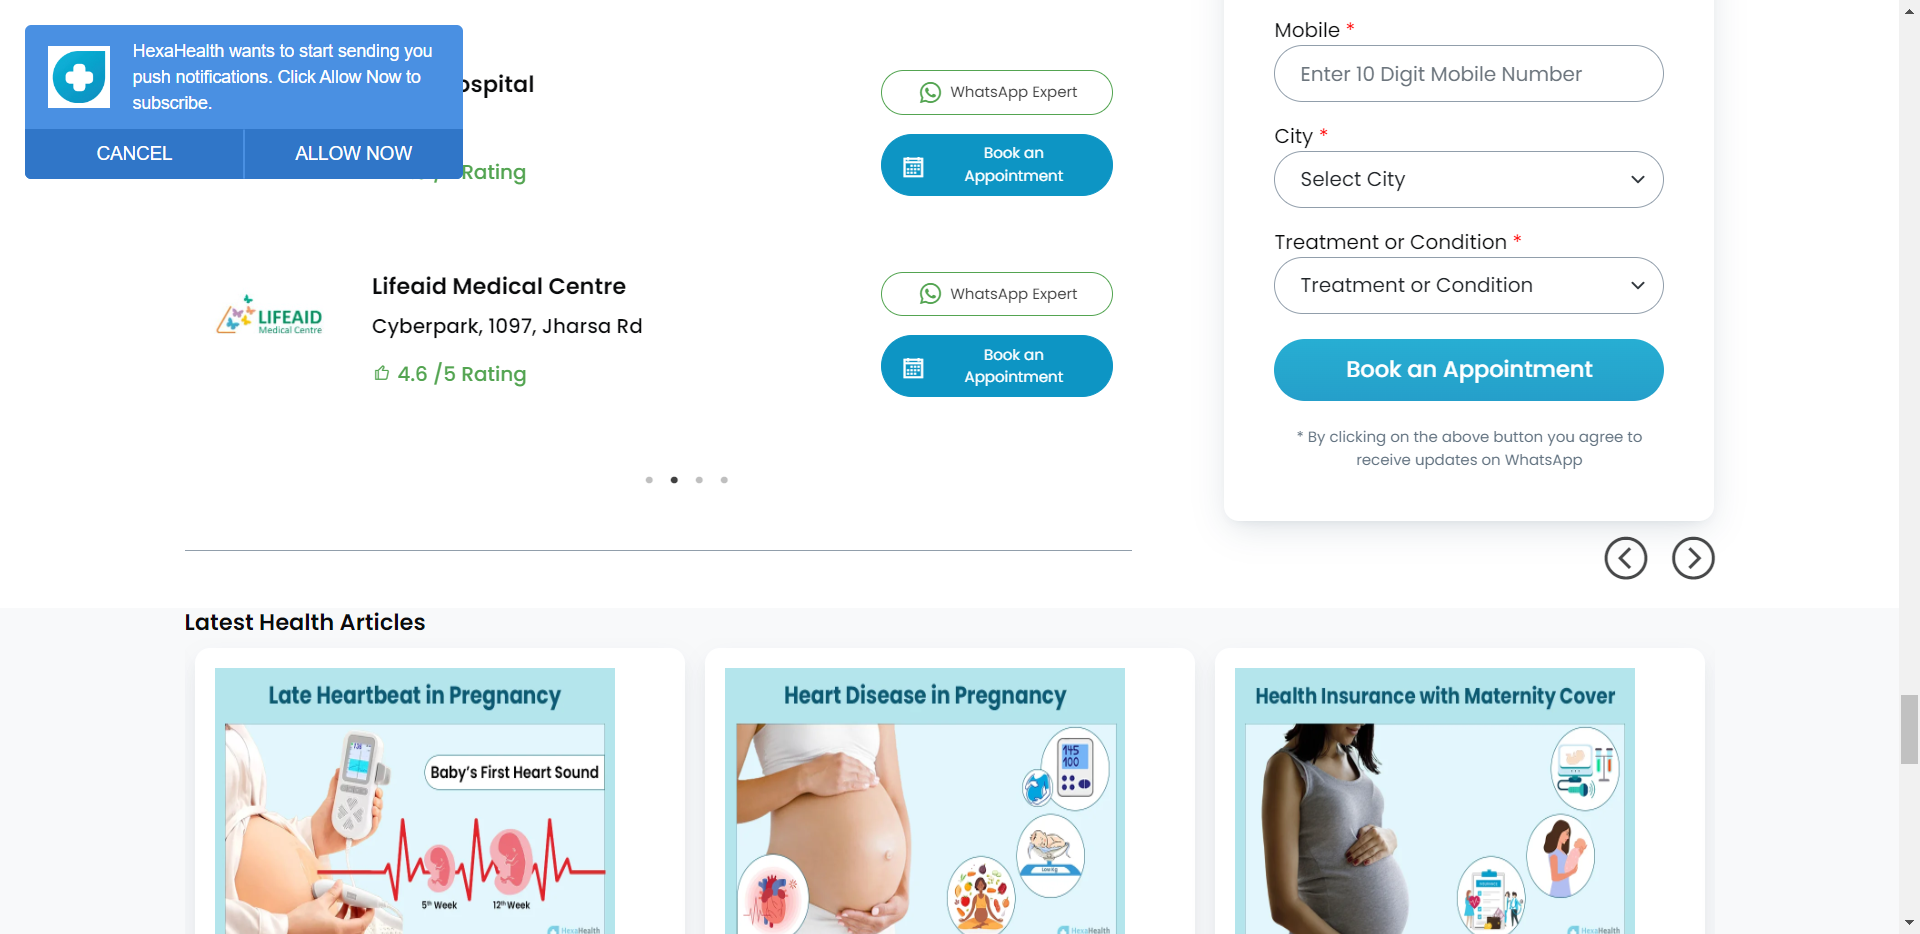 HexaHealth wants to start sending you
push notifications. Click Allow Now to
subscribe.
CANCEL
ALLOW NOW
Rating
WhatsApp Expert
Book an
Appointment
LIFEAID
Medical Centre
Lifeaid Medical Centre
Cyberpark, 1097, Jharsa Rd
4.6 /5 Rating
WhatsApp Expert
Book an
Appointment
Mobile *
Enter 10 Digit Mobile Number
City *
Select City
Treatment or Condition *
Treatment or Condition
Book an Appointment
* By clicking on the above button you agree to
receive updates on WhatsApp
Latest Health Articles
Late Heartbeat in Pregnancy
Baby's First Heart Sound
5th Week
12th Week
HexaHealth
Heart Disease in Pregnancy
145
100
HexaHealth
Health Insurance with Maternity Cover
HexaHealth